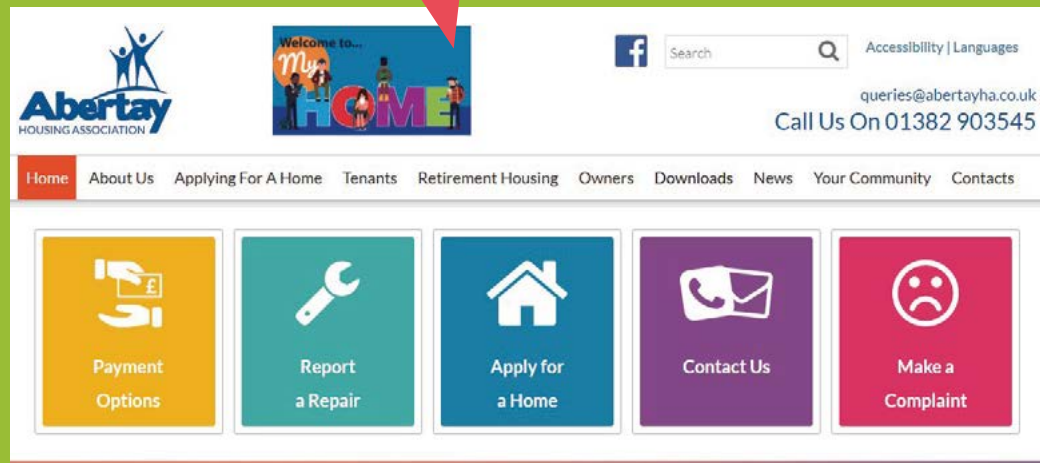 Abertay
HOUSING ASSOCIATION
Welcome to...
My
HOME
f
Search
Accessibility | Languages
queries@abertayha.co.uk
Call Us On 01382 903545
Home About Us Applying For A Home Tenants Retirement Housing Owners Downloads News Your Community Contacts
£
Payment
Options
Report
a Repair
Apply for
a Home
Contact Us
Make a
Complaint